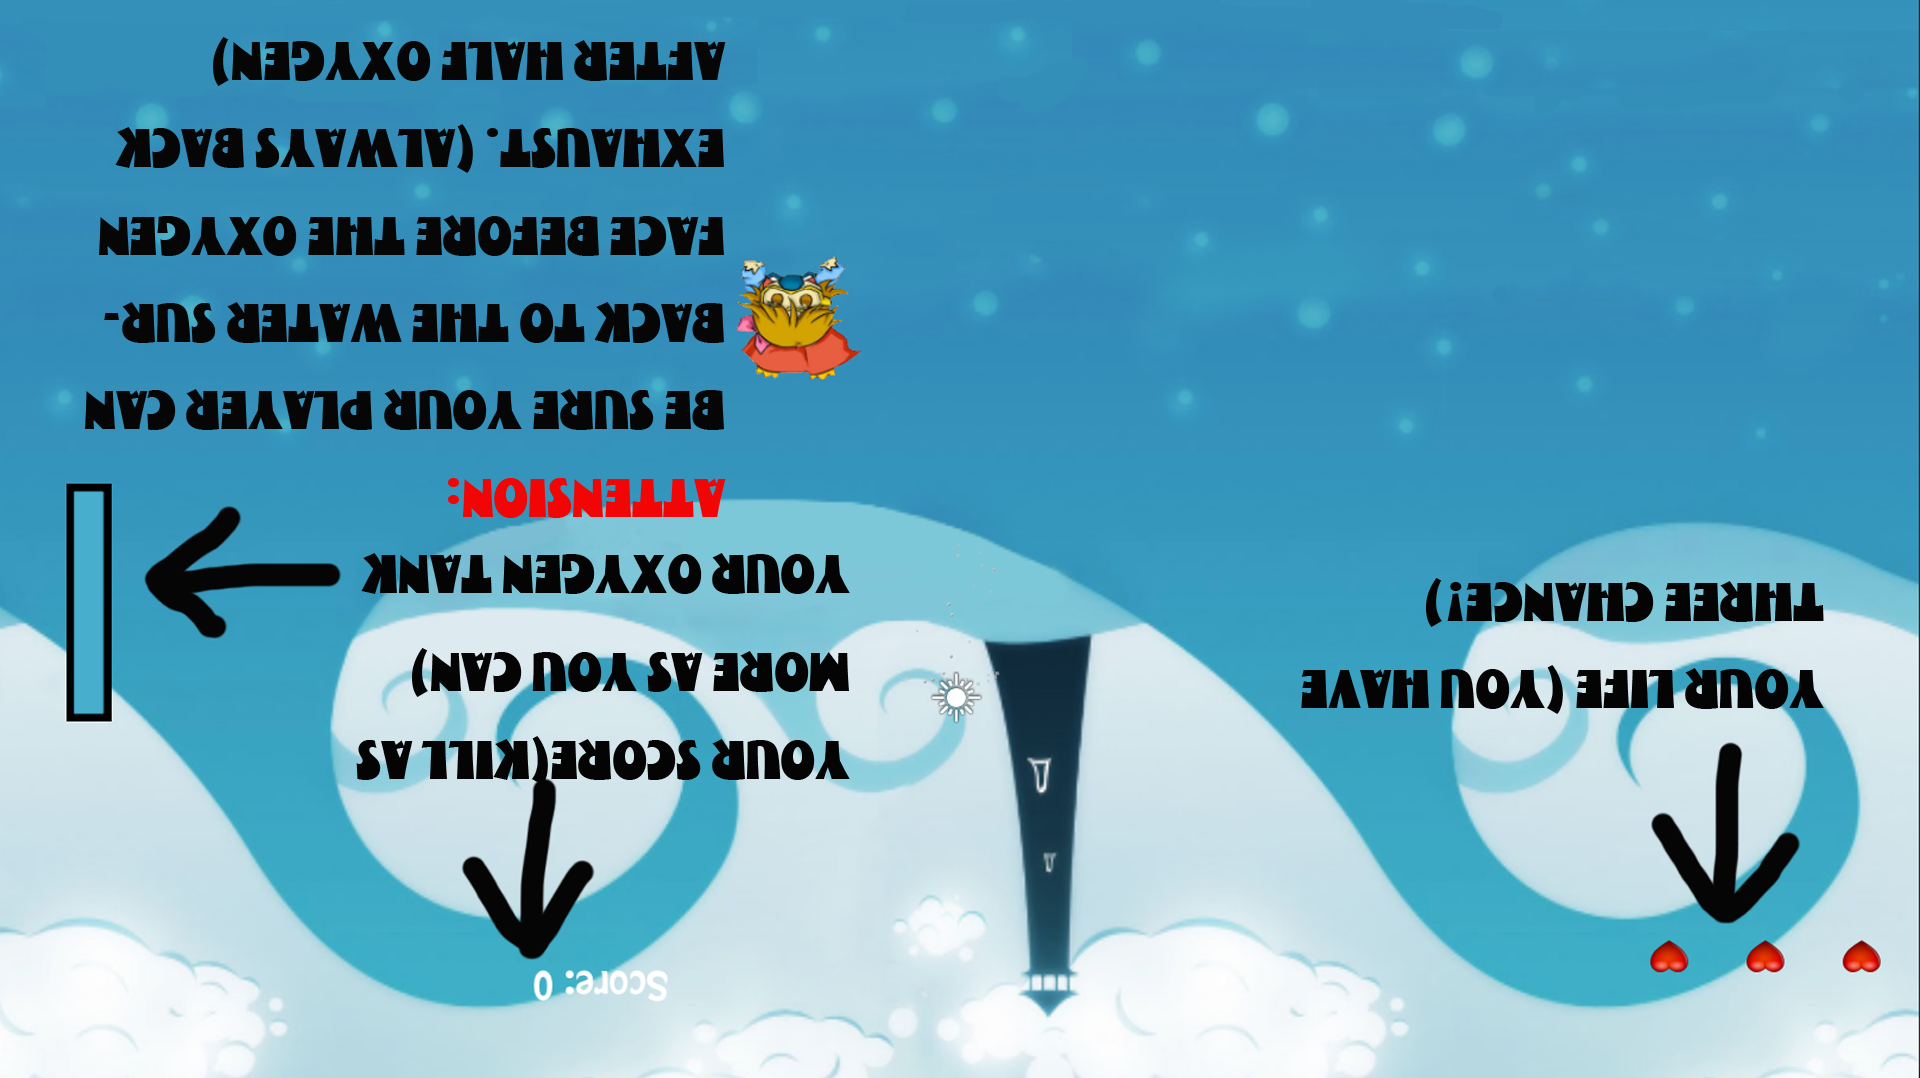 Score: 0
YOUR LIFE (YOU HAVE
THREE CHANCE!)
YOUR SCORE(KILL AS
MORE AS YOU CAN)
YOUR OXYGEN TANK
ATTENSION:
BE SURE YOUR PLAYER CAN
BACK TO THE WATER SUR-
FACE BEFORE THE OXYGEN
EXHAUST. (ALWAYS BACK
AFTER HALF OXYGEN)